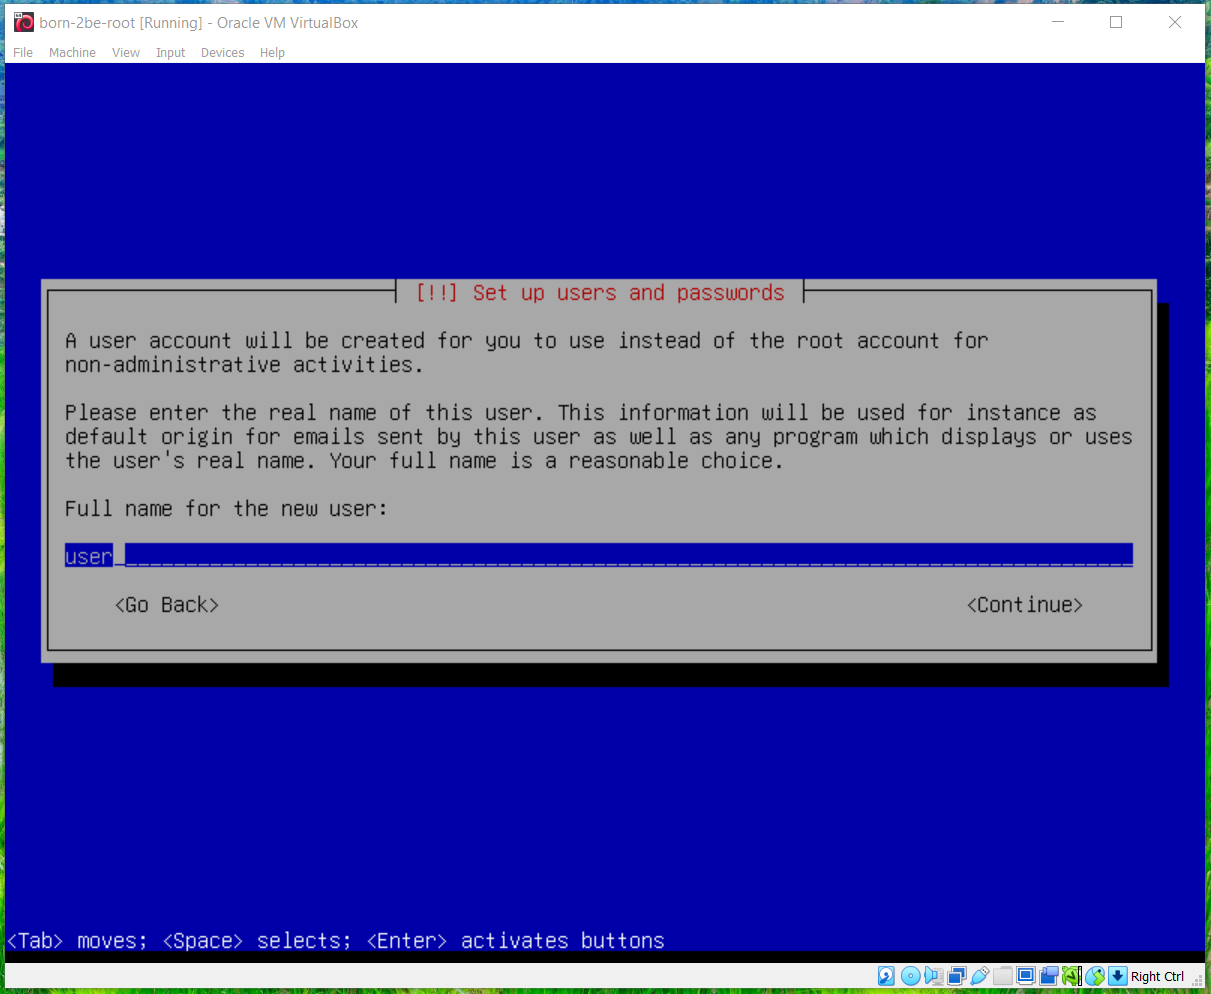 born-2be-root [Running] - Oracle VM VirtualBox
File Machine View Input Devices Help
[!!] Set up users and passwords
A user account will be created for you to use instead of the root account for
non-administrative activities.
Please enter the real name of this user. This information will be used for instance as
default origin for emails sent by this user as well as any program which displays or uses
the user's real name. Your full name is a reasonable choice.
Full name for the new user:
user
<Go Back> <Continue>
<Tab> moves; <Space> selects; <Enter> activates buttons
Right Ctrl